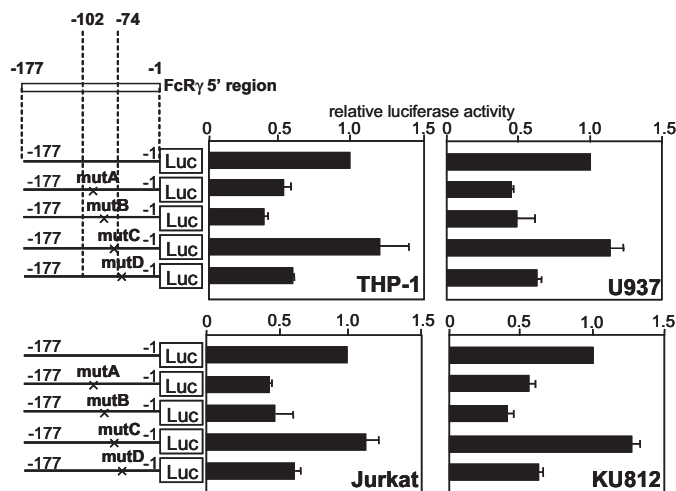 -102 -74
-177 -1
FcRγ 5' region
relative luciferase activity
0 0.5 1.0 1.5 0 0.5 1.0 1.5
-177 -1 Luc
-177 mutA -1 Luc
-177 mutB -1 Luc
-177 mutC -1 Luc
-177 mutD -1 Luc
THP-1 U937
0 0.5 1.0 1.5 0 0.5 1.0 1.5
-177 -1 Luc
-177 mutA -1 Luc
-177 mutB -1 Luc
-177 mutC -1 Luc
-177 mutD -1 Luc
Jurkat KU812